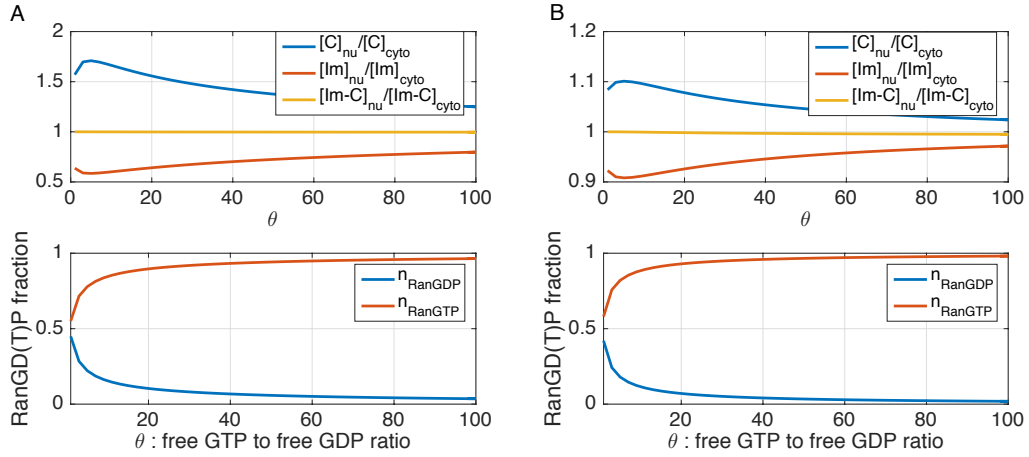 A
2
1.5
1
0.5
20
40
60
80
100
θ
[C]nu/[C]cyto
[Im]nu/[Im]cyto
[Im-C]nu/[Im-C]cyto
B
1.2
1.1
1
0.9
20
40
60
80
100
θ
[C]nu/[C]cyto
[Im]nu/[Im]cyto
[Im-C]nu/[Im-C]cyto
RanGD(T)P fraction
1
0.5
0
20
40
60
80
100
θ : free GTP to free GDP ratio
nRanGDP
nRanGTP
RanGD(T)P fraction
1
0.5
0
20
40
60
80
100
θ : free GTP to free GDP ratio
nRanGDP
nRanGTP